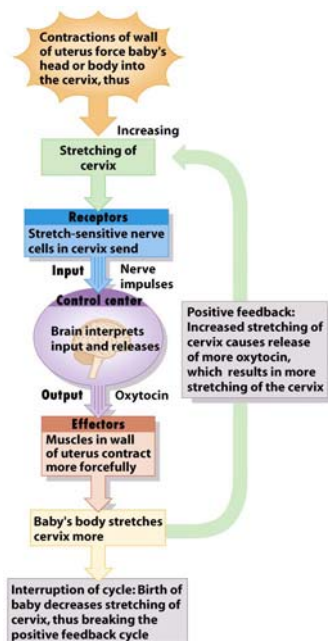 Contractions of wall
of uterus force baby's
head or body into
the cervix, thus
Increasing
Stretching of
cervix
Receptors
Stretch-sensitive nerve
cells in cervix send
Input
Nerve
impulses
Control center
Brain interprets
input and releases
Output
Oxytocin
Effectors
Muscles in wall
of uterus contract
more forcefully
Baby's body stretches
cervix more
Positive feedback:
Increased stretching of
cervix causes release
of more oxytocin,
which results in more
stretching of the cervix
Interruption of cycle: Birth of
baby decreases stretching of
cervix, thus breaking the
positive feedback cycle